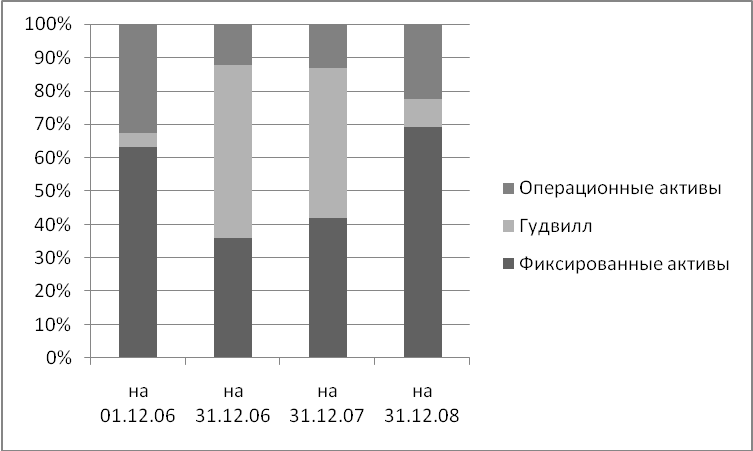 100%
90%
80%
70%
60%
50%
40%
30%
20%
10%
0%
на
01.12.06
на
31.12.06
на
31.12.07
на
31.12.08
Операционные активы
Гудвилл
Фиксированные активы